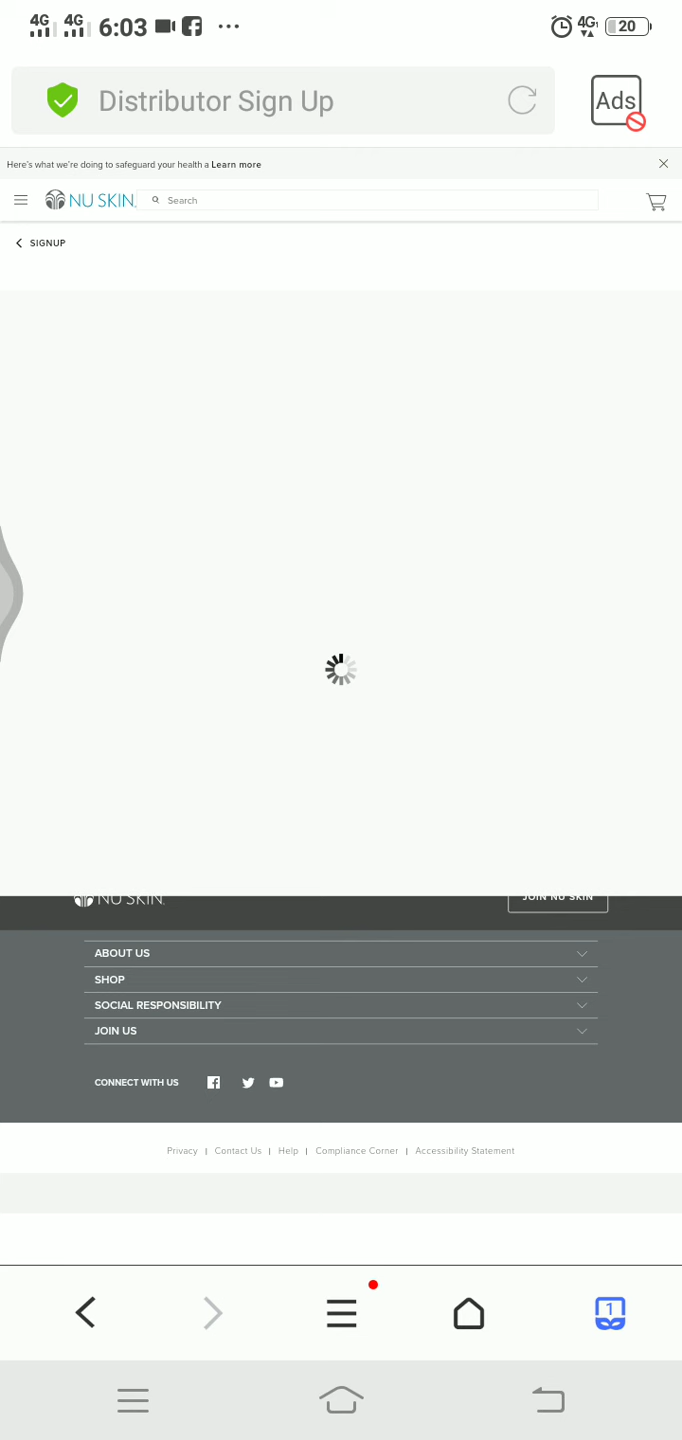 4G 4G 6:03 ... 4G 20
Distributor Sign Up
Ads
Here's what we're doing to safeguard your health a Learn more
NU SKIN
Search
SIGNUP
NU SKIN
JOIN NU SKIN
ABOUT US
SHOP
SOCIAL RESPONSIBILITY
JOIN US
CONNECT WITH US
Privacy | Contact Us | Help | Compliance Corner | Accessibility Statement
1